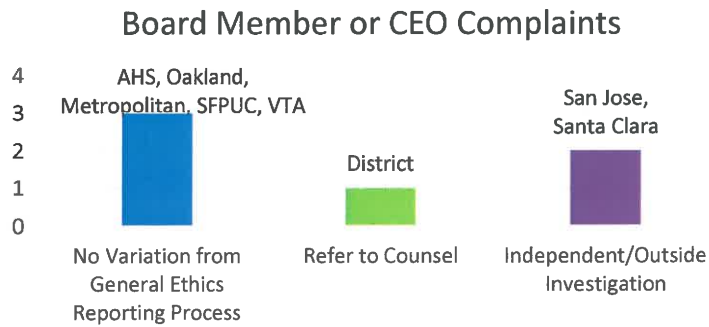 Board Member or CEO Complaints
4
3
2
1
0
AHS, Oakland,
Metropolitan, SFPUC, VTA
District
San Jose,
Santa Clara
No Variation from
General Ethics
Reporting Process
Refer to Counsel
Independent/Outside
Investigation